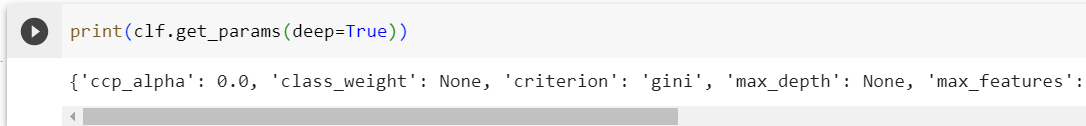 print(clf.get_params(deep=True))
{'ccp_alpha': 0.0, 'class_weight': None, 'criterion': 'gini', 'max_depth': None, 'max_features':